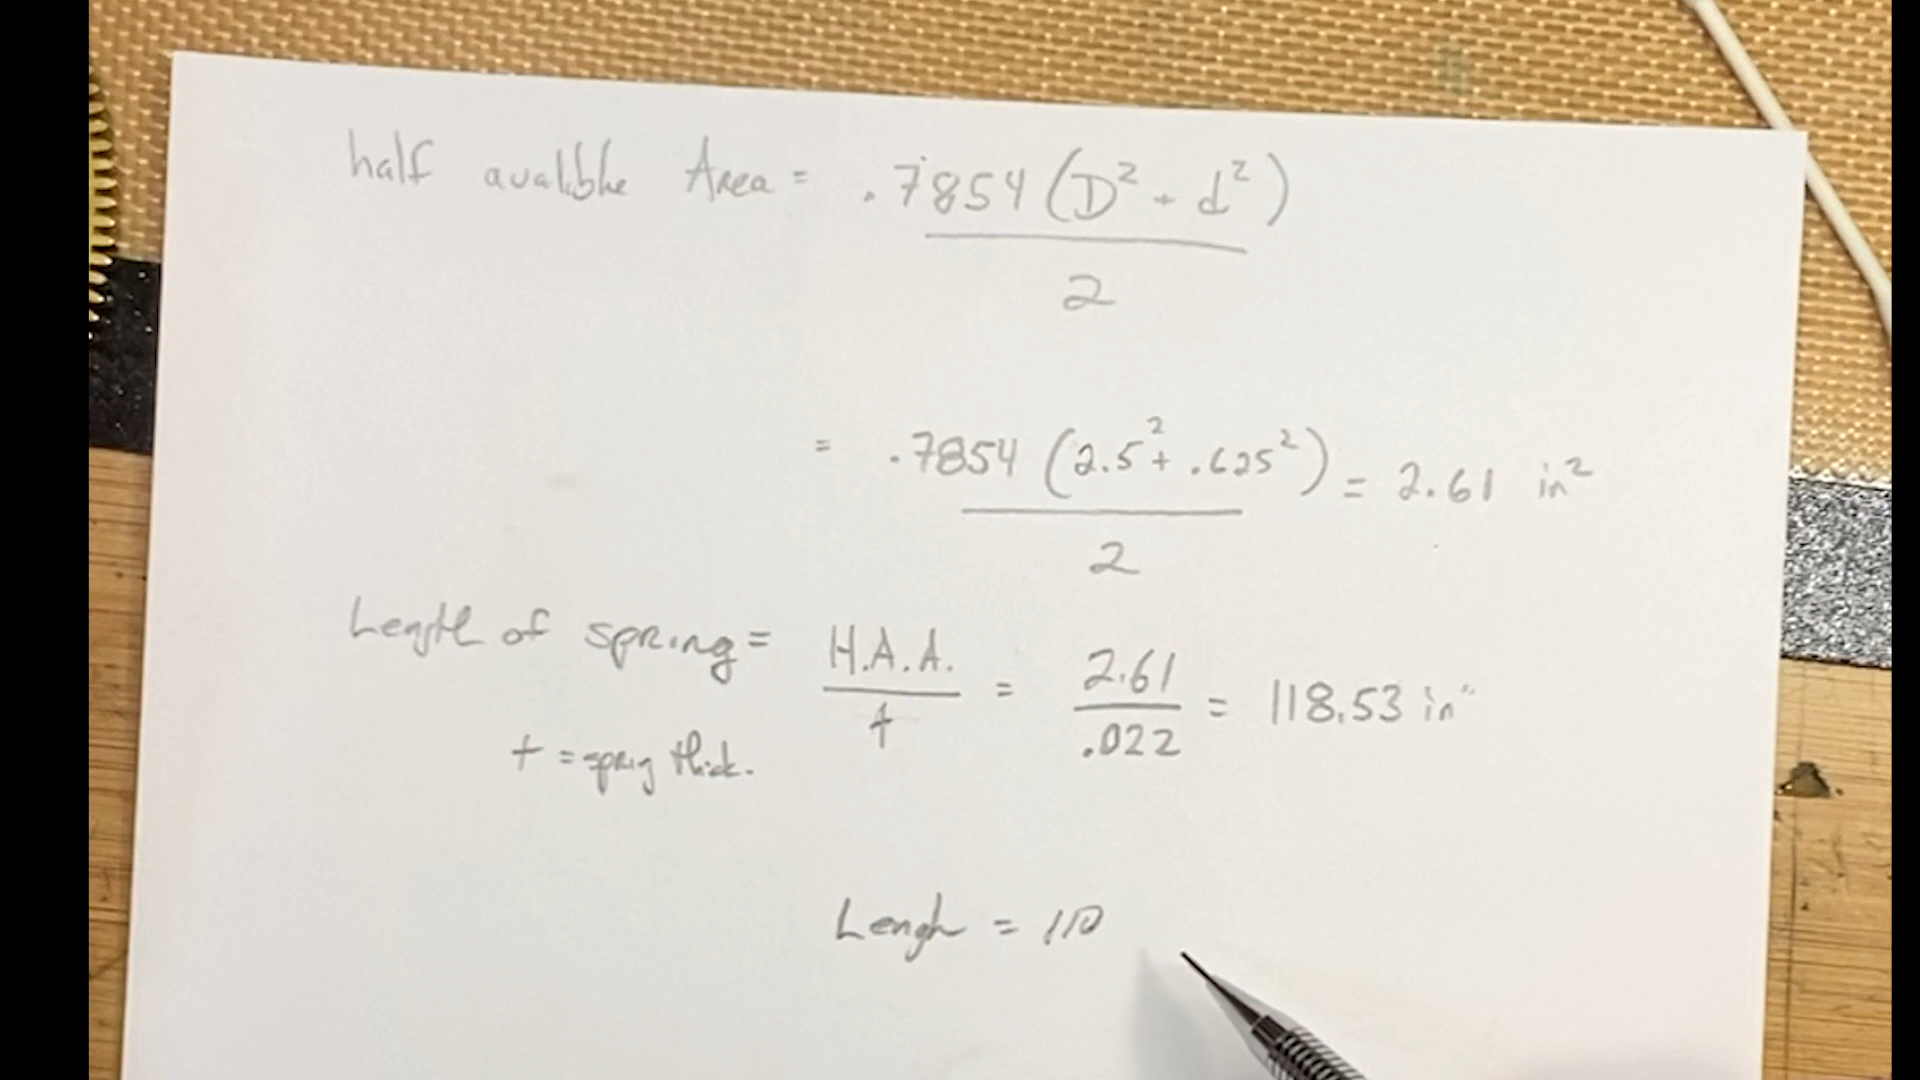 half avalible Area = .7854 (D² + d²)
2
= .7854 (2.5² + .625²) = 2.61 in²
2
Length of spring = H.A.A. = 2.61 = 118.53 in"
t .022
t = spring thick.
Lengh = 110